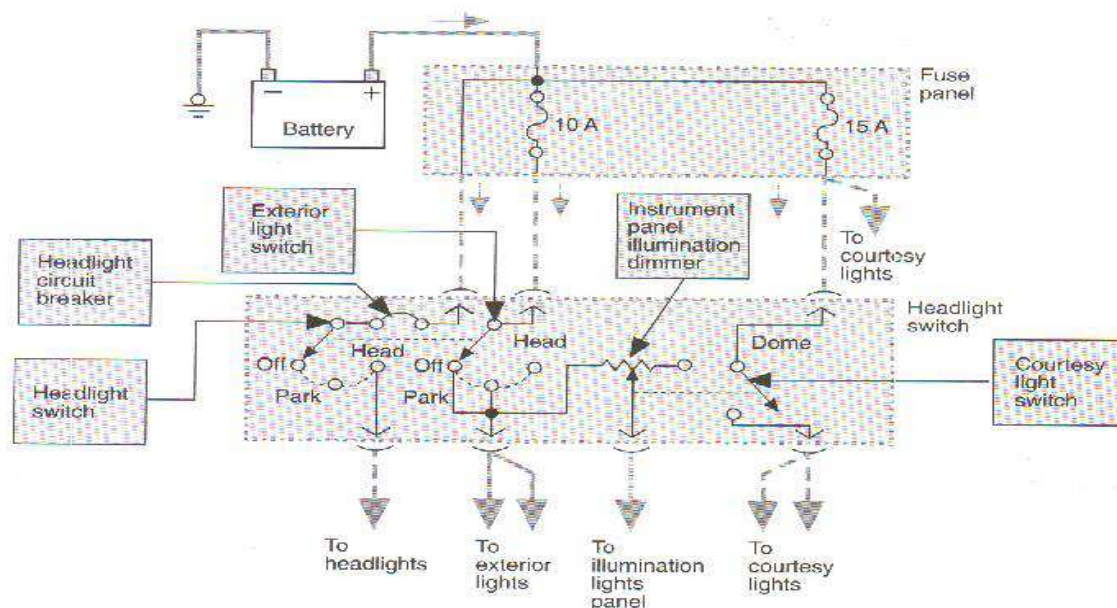 −
+
Battery
Fuse
panel
10 A
15 A
Exterior
light
switch
Instrument
panel
illumination
dimmer
To
courtesy
lights
Headlight
circuit
breaker
Headlight
switch
Off
Head
Park
Off
Head
Park
Dome
Headlight
switch
Courtesy
light
switch
To
headlights
To
exterior
lights
To
illumination
lights
panel
To
courtesy
lights